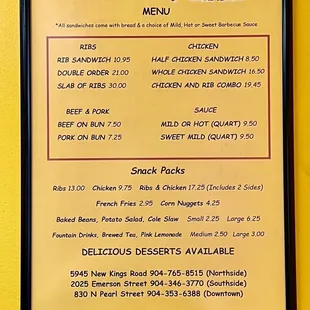 MENU
*All sandwiches come with bread & a choice of Mild, Hot or Sweet Barbecue Sauce
RIBS
RIB SANDWICH 10.95
DOUBLE ORDER 21.00
SLAB OF RIBS 30.00
CHICKEN
HALF CHICKEN SANDWICH 8.50
WHOLE CHICKEN SANDWICH 16.50
CHICKEN AND RIB COMBO 19.45
BEEF & PORK
BEEF ON BUN 7.50
PORK ON BUN 7.25
SAUCE
MILD OR HOT (QUART) 9.50
SWEET MILD (QUART) 9.50
Snack Packs
Ribs 13.00 Chicken 9.75 Ribs & Chicken 17.25 (Includes 2 Sides)
French Fries 2.95 Corn Nuggets 4.25
Baked Beans, Potato Salad, Cole Slaw Small 2.25 Large 6.25
Fountain Drinks, Brewed Tea, Pink Lemonade Medium 2.50 Large 3.00
DELICIOUS DESSERTS AVAILABLE
5945 New Kings Road 904-765-8515 (Northside)
2025 Emerson Street 904-346-3770 (Southside)
830 N Pearl Street 904-353-6388 (Downtown)